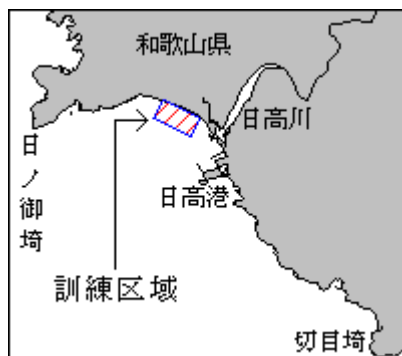 和歌山県
日高川
日ノ御埼
日高港
訓練区域
切目埼